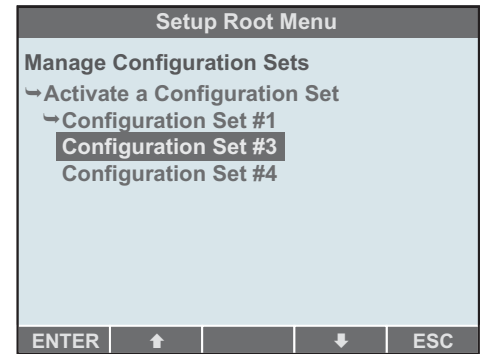 Setup Root Menu
Manage Configuration Sets
➥Activate a Configuration Set
➥Configuration Set #1
Configuration Set #3
Configuration Set #4
ENTER ⬆ ⬇ ESC